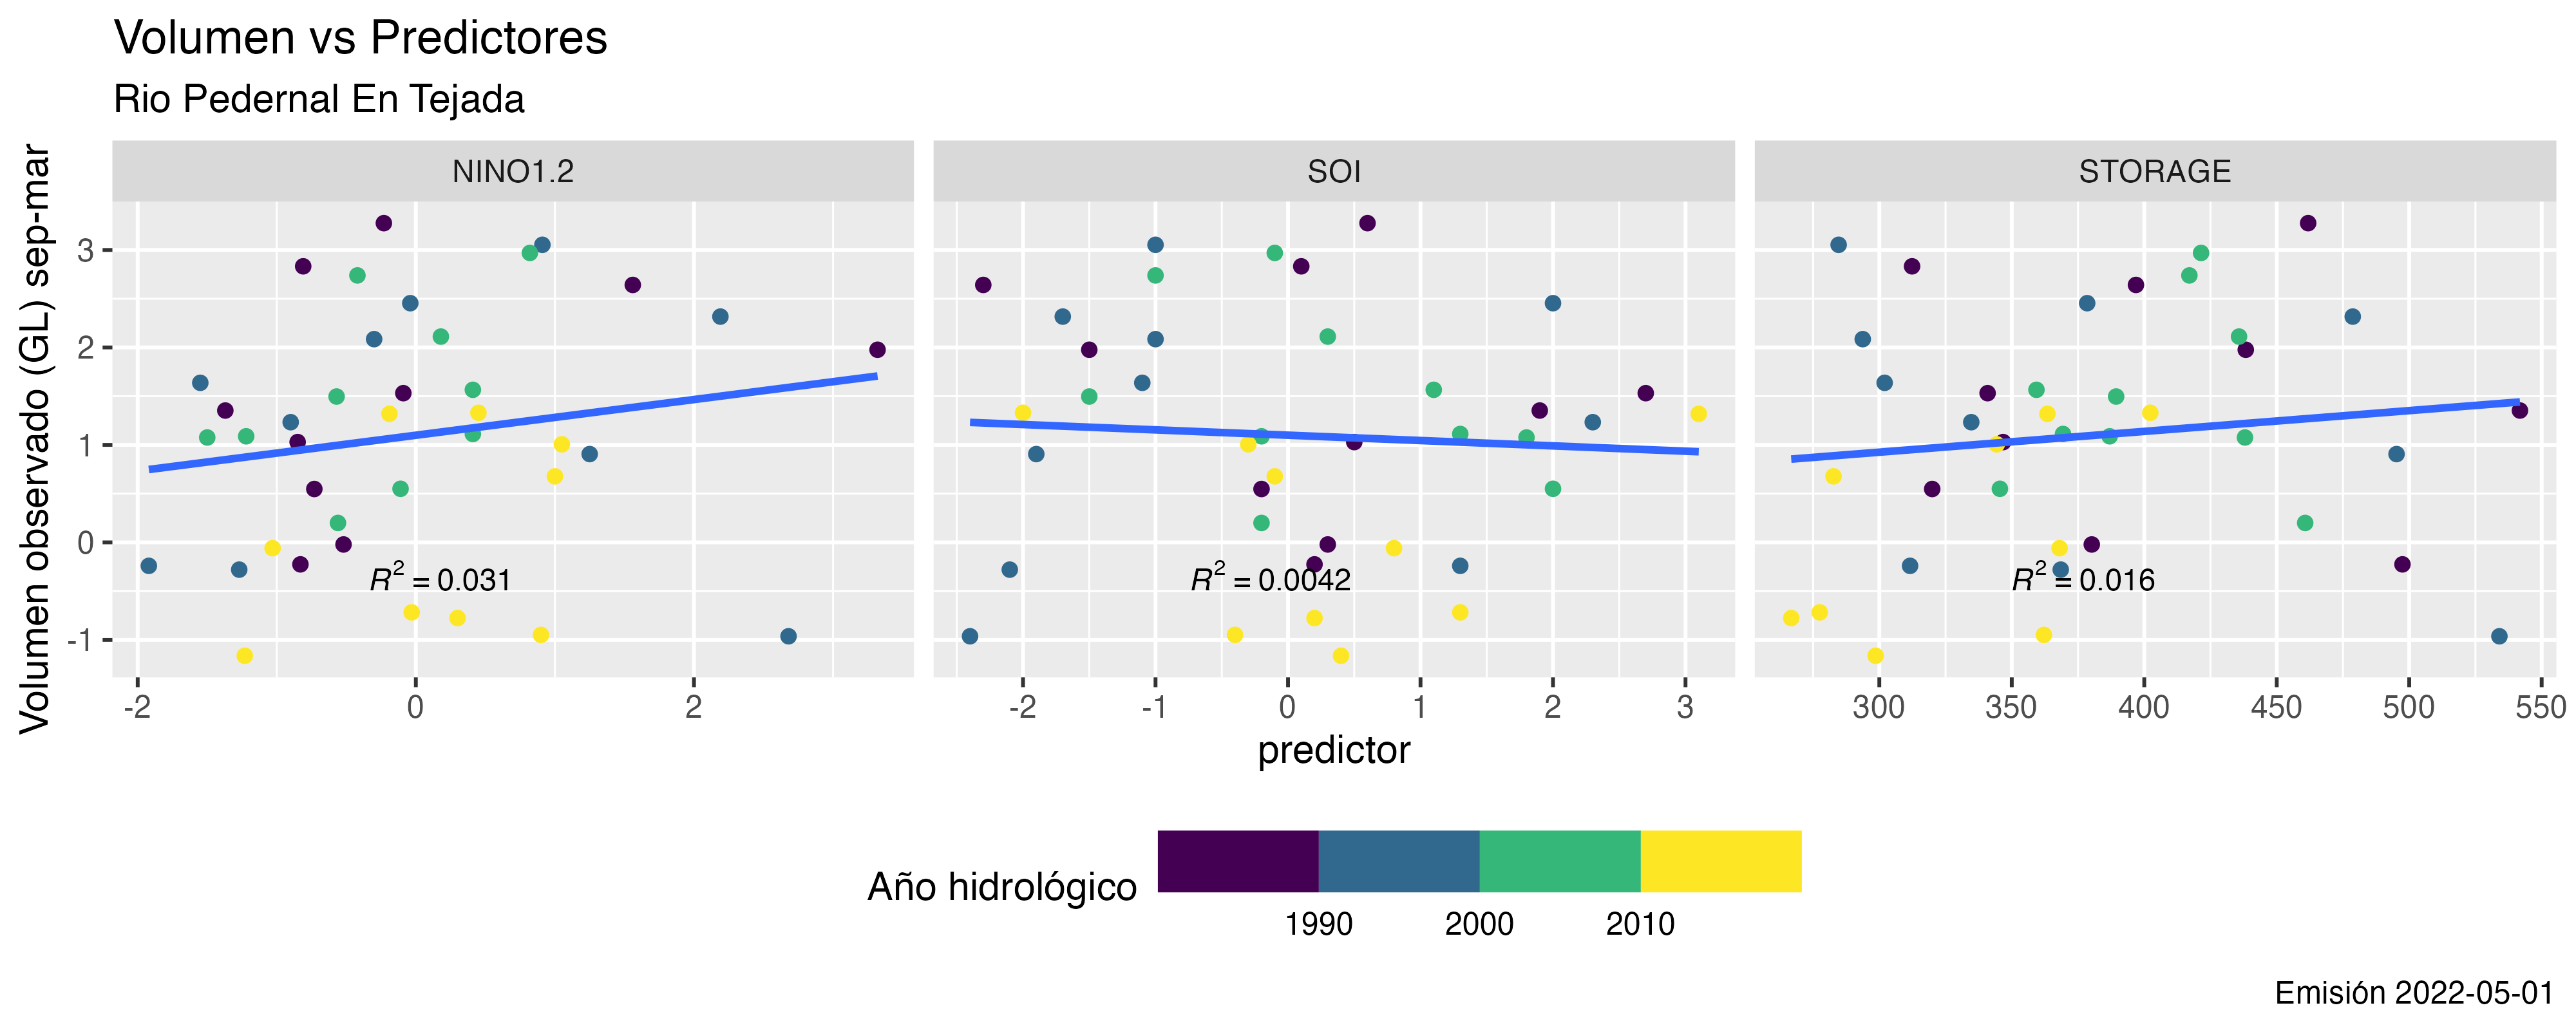 Volumen vs Predictores
Rio Pedernal En Tejada
NINO1.2 SOI STORAGE
Volumen observado (GL) sep-mar
3
2
1
0
-1
R² = 0.031 R² = 0.0042 R² = 0.016
-2 0 2 -2 -1 0 1 2 3 300 350 400 450 500 550
predictor
Año hidrológico
1990 2000 2010
Emisión 2022-05-01